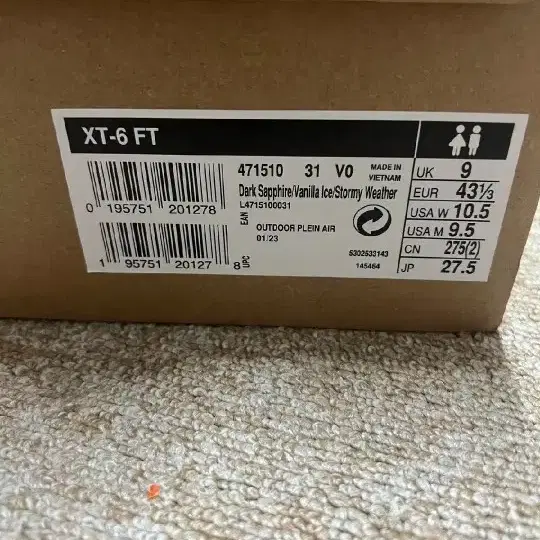 XT-6 FT
0 195751 201278
EAN
1 95751 20127 8
UPC
471510 31 V0 MADE IN VIETNAM
Dark Sapphire/Vanilla Ice/Stormy Weather
L4715100031
OUTDOOR PLEIN AIR
01/23
5302533143
145464
UK 9
EUR 43⅓
USA W 10.5
USA M 9.5
CN 275(2)
JP 27.5